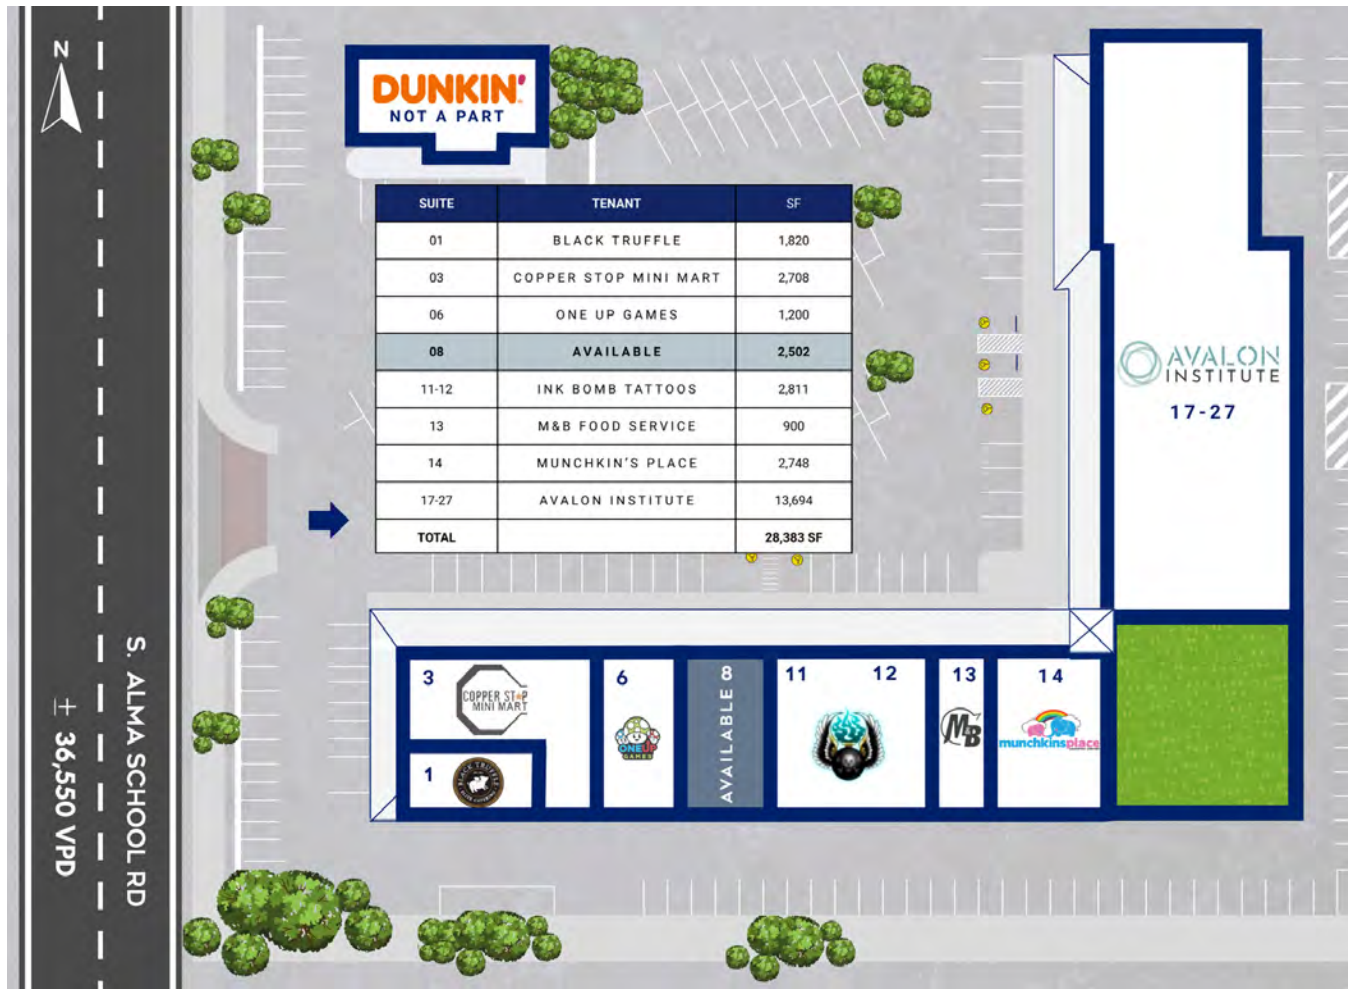 N
DUNKIN'
NOT A PART
SUITE TENANT SF
01 BLACK TRUFFLE 1,820
03 COPPER STOP MINI MART 2,708
06 ONE UP GAMES 1,200
08 AVAILABLE 2,502
11-12 INK BOMB TATTOOS 2,811
13 M&B FOOD SERVICE 900
14 MUNCHKIN'S PLACE 2,748
17-27 AVALON INSTITUTE 13,694
TOTAL 28,383 SF
AVALON
INSTITUTE
17-27
S. ALMA SCHOOL RD
± 36,550 VPD
3
COPPER ST★P
MINI MART
1
BLACK TRUFFLE
6
ONE UP
GAMES
AVAILABLE 8
11
12
13
MB
14
munchkinsplace